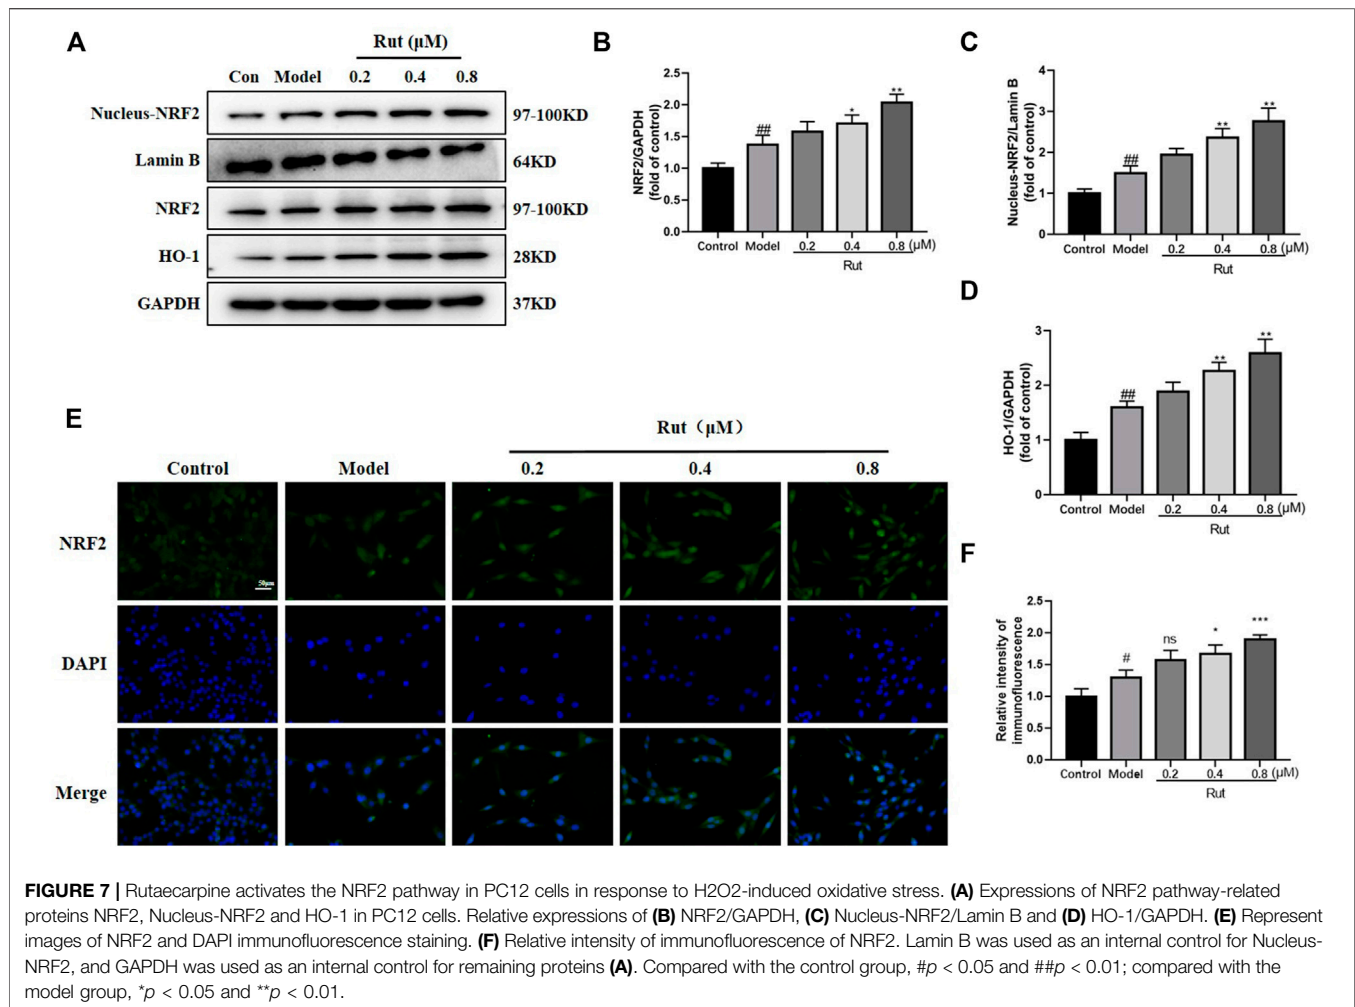 A
Rut (μM)
Con Model 0.2 0.4 0.8
Nucleus-NRF2 97-100KD
Lamin B 64KD
NRF2 97-100KD
HO-1 28KD
GAPDH 37KD
B
NRF2/GAPDH
(fold of control)
2.5
2.0
1.5
1.0
0.5
0.0
## * **
Control Model 0.2 0.4 0.8 (μM)
Rut
C
Nucleus-NRF2/Lamin B
(fold of control)
4
3
2
1
0
## ** **
Control Model 0.2 0.4 0.8 (μM)
Rut
D
HO-1/GAPDH
(fold of control)
3
2
1
0
## ** **
Control Model 0.2 0.4 0.8 (μM)
Rut
E
Rut（μM）
Control Model 0.2 0.4 0.8
NRF2
50μm
DAPI
Merge
F
Relative intensity of
immunofluorescence
2.5
2.0
1.5
1.0
0.5
0.0
# ns * ***
Control Model 0.2 0.4 0.8 (μM)
Rut
FIGURE 7 | Rutaecarpine activates the NRF2 pathway in PC12 cells in response to H2O2-induced oxidative stress. (A) Expressions of NRF2 pathway-related
proteins NRF2, Nucleus-NRF2 and HO-1 in PC12 cells. Relative expressions of (B) NRF2/GAPDH, (C) Nucleus-NRF2/Lamin B and (D) HO-1/GAPDH. (E) Represent
images of NRF2 and DAPI immunofluorescence staining. (F) Relative intensity of immunofluorescence of NRF2. Lamin B was used as an internal control for Nucleus-
NRF2, and GAPDH was used as an internal control for remaining proteins (A). Compared with the control group, #p < 0.05 and ##p < 0.01; compared with the
model group, *p < 0.05 and **p < 0.01.